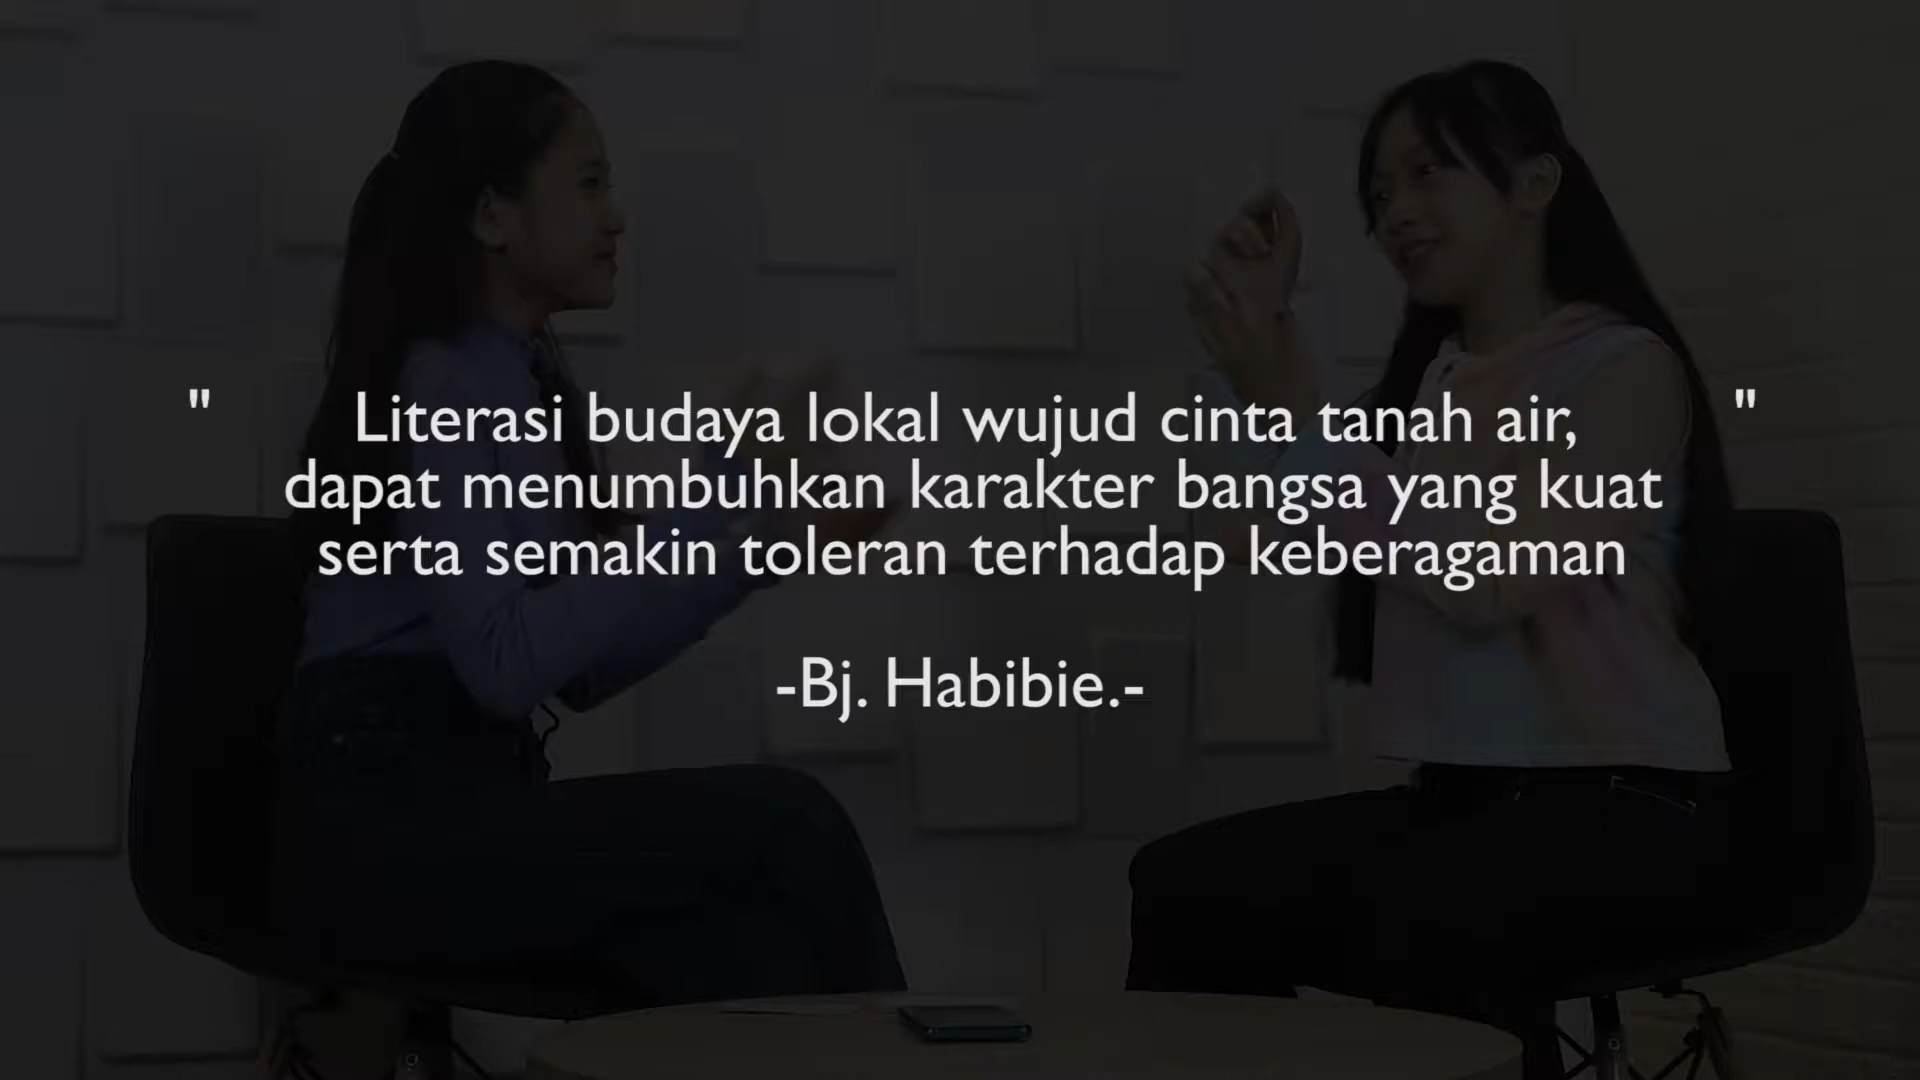 " Literasi budaya lokal wujud cinta tanah air, "
dapat menumbuhkan karakter bangsa yang kuat
serta semakin toleran terhadap keberagaman
-Bj. Habibie.-